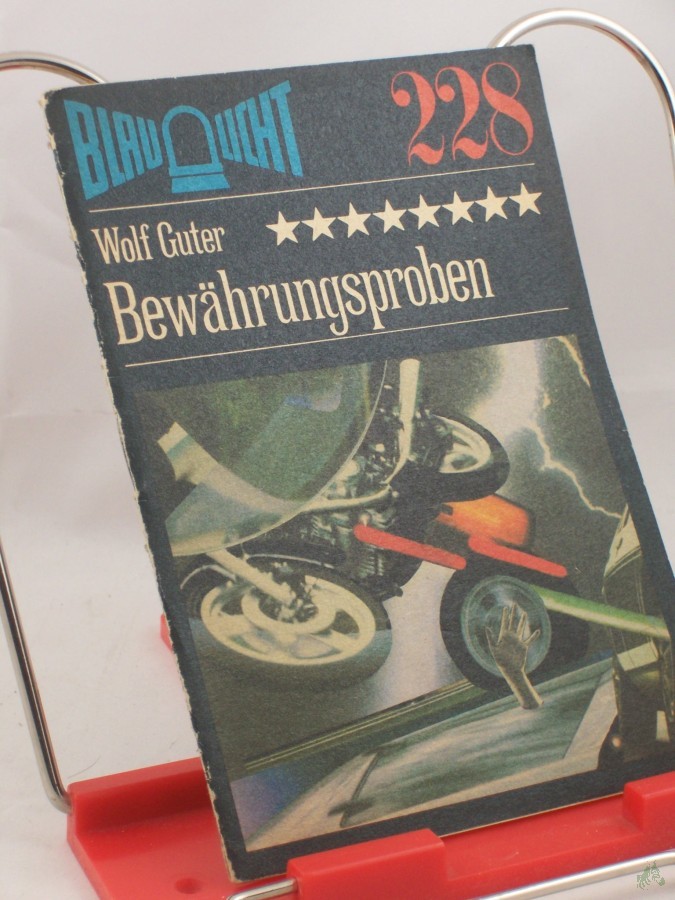 BLAULICHT
228
Wolf Guter
Bewährungsproben